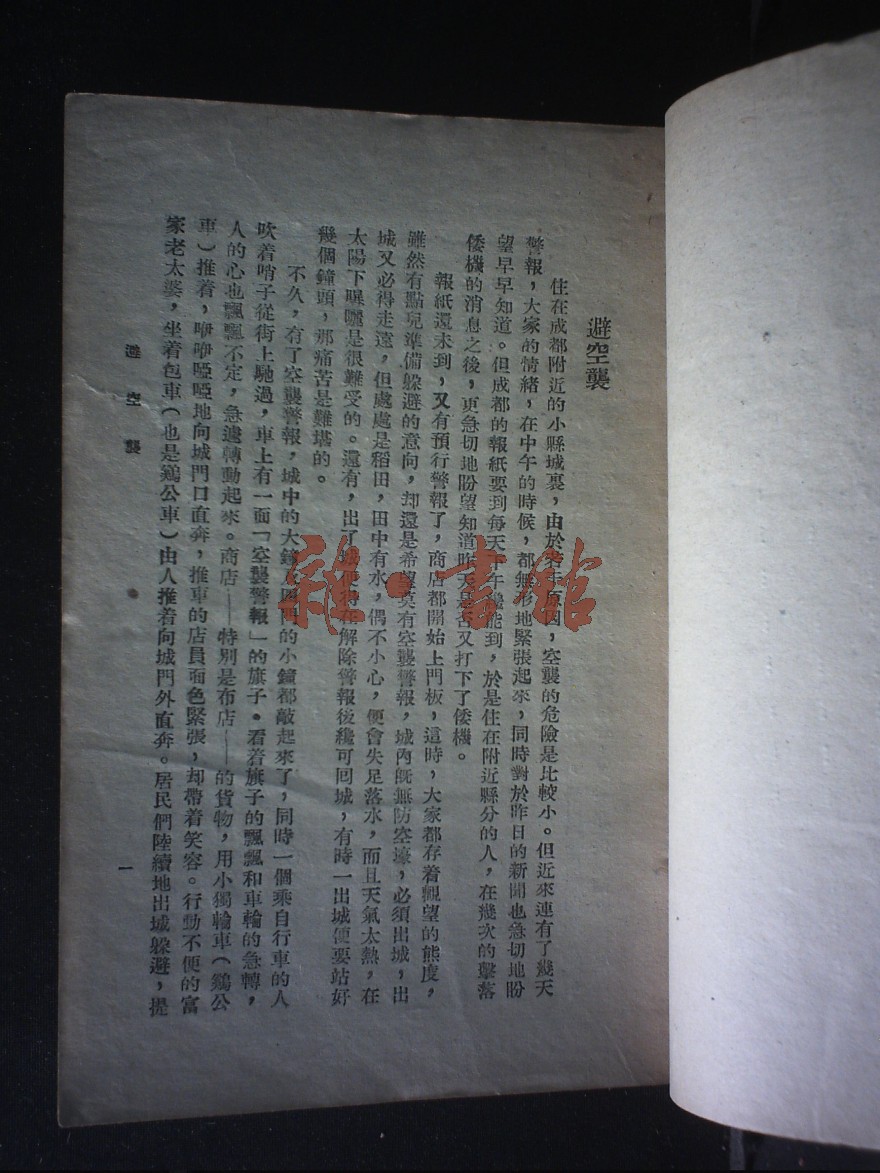 避空襲
住在成都附近的小縣城裏，由於若干原因，空襲的危險是比較小。但近來連有了幾天
警報，大家的情緒，在中午的時候，都無形地緊張起來，同時對於昨日的新聞也急切地盼
望早早知道。但成都的報紙要到每天下午纔能到，於是住在附近縣分的人，在幾次的擊落
倭機的消息之後，更急切地盼望知道昨天是否又打下了倭機。
報紙還未到，又有預行警報了，商店都開始上門板，這時，大家都存着觀望的態度，
雖然有點兒準備躲避的意向，却還是希望莫有空襲警報，城內旣無防空壕，必須出城，出
城又必得走遠，但處處是稻田，田中有水，偶不小心，便會失足落水，而且天氣太熱，在
太陽下曝曬是很難受的。還有，出了城便得在解除警報後纔可回城，有時一出城便要站好
幾個鐘頭，那痛苦是難堪的。
不久，有了空襲警報，城中的大鐘四門的小鐘都敲起來了，同時一個乘自行車的人
吹着哨子從街上馳過，車上有一面「空襲警報」的旗子。看着旗子的飄飄和車輪的急轉，
人的心也飄飄不定，急遽轉動起來。商店——特別是布店——的貨物，用小獨輪車（鷄公
車）推着，咿咿啞啞地向城門口直奔，推車的店員面色緊張，却帶着笑容。行動不便的富
家老太婆，坐着包車（也是鷄公車）由人推着向城門外直奔。居民們陸續地出城躲避，提
避空襲
一
雜·書館